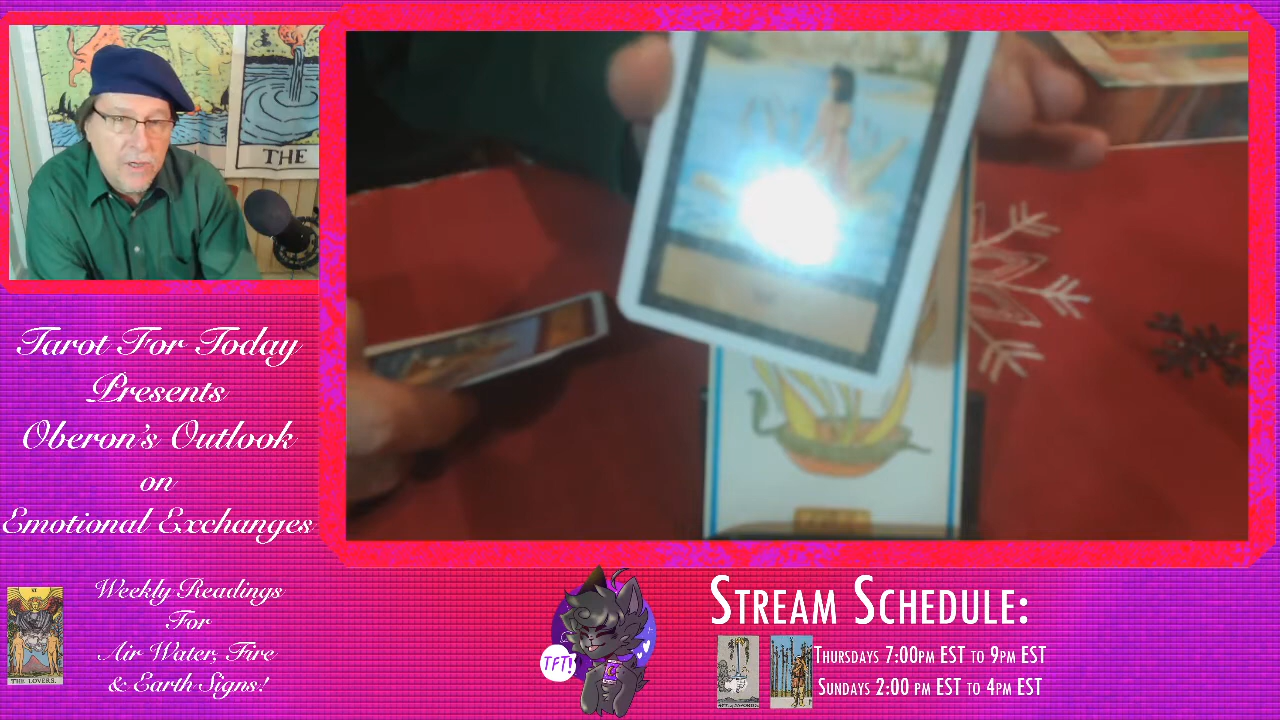 THE
Tarot For Today
Presents
Oberon's Outlook
on
Emotional Exchanges
Weekly Readings
For
Air Water, Fire
& Earth Signs!
THE LOVERS.
TFT!
STREAM SCHEDULE:
THURSDAYS 7:00PM EST TO 9PM EST
SUNDAYS 2:00 PM EST TO 4PM EST